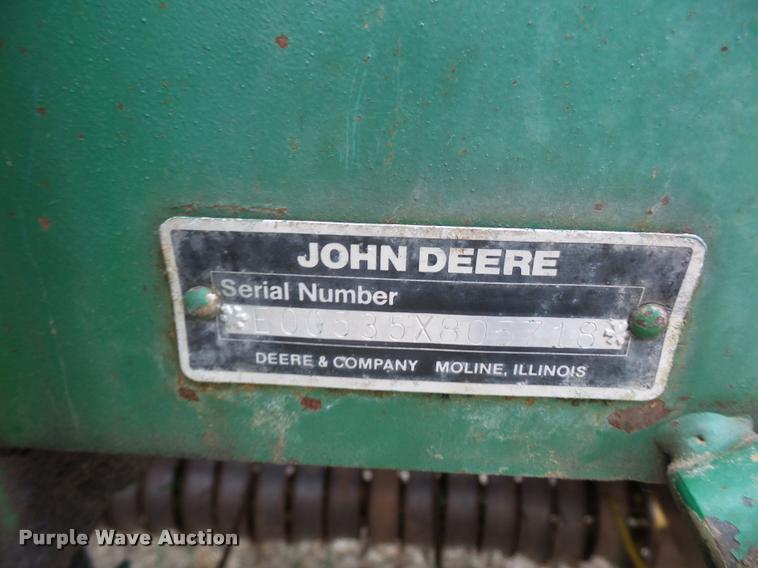 JOHN DEERE
Serial Number
DEERE & COMPANY MOLINE, ILLINOIS
Purple Wave Auction